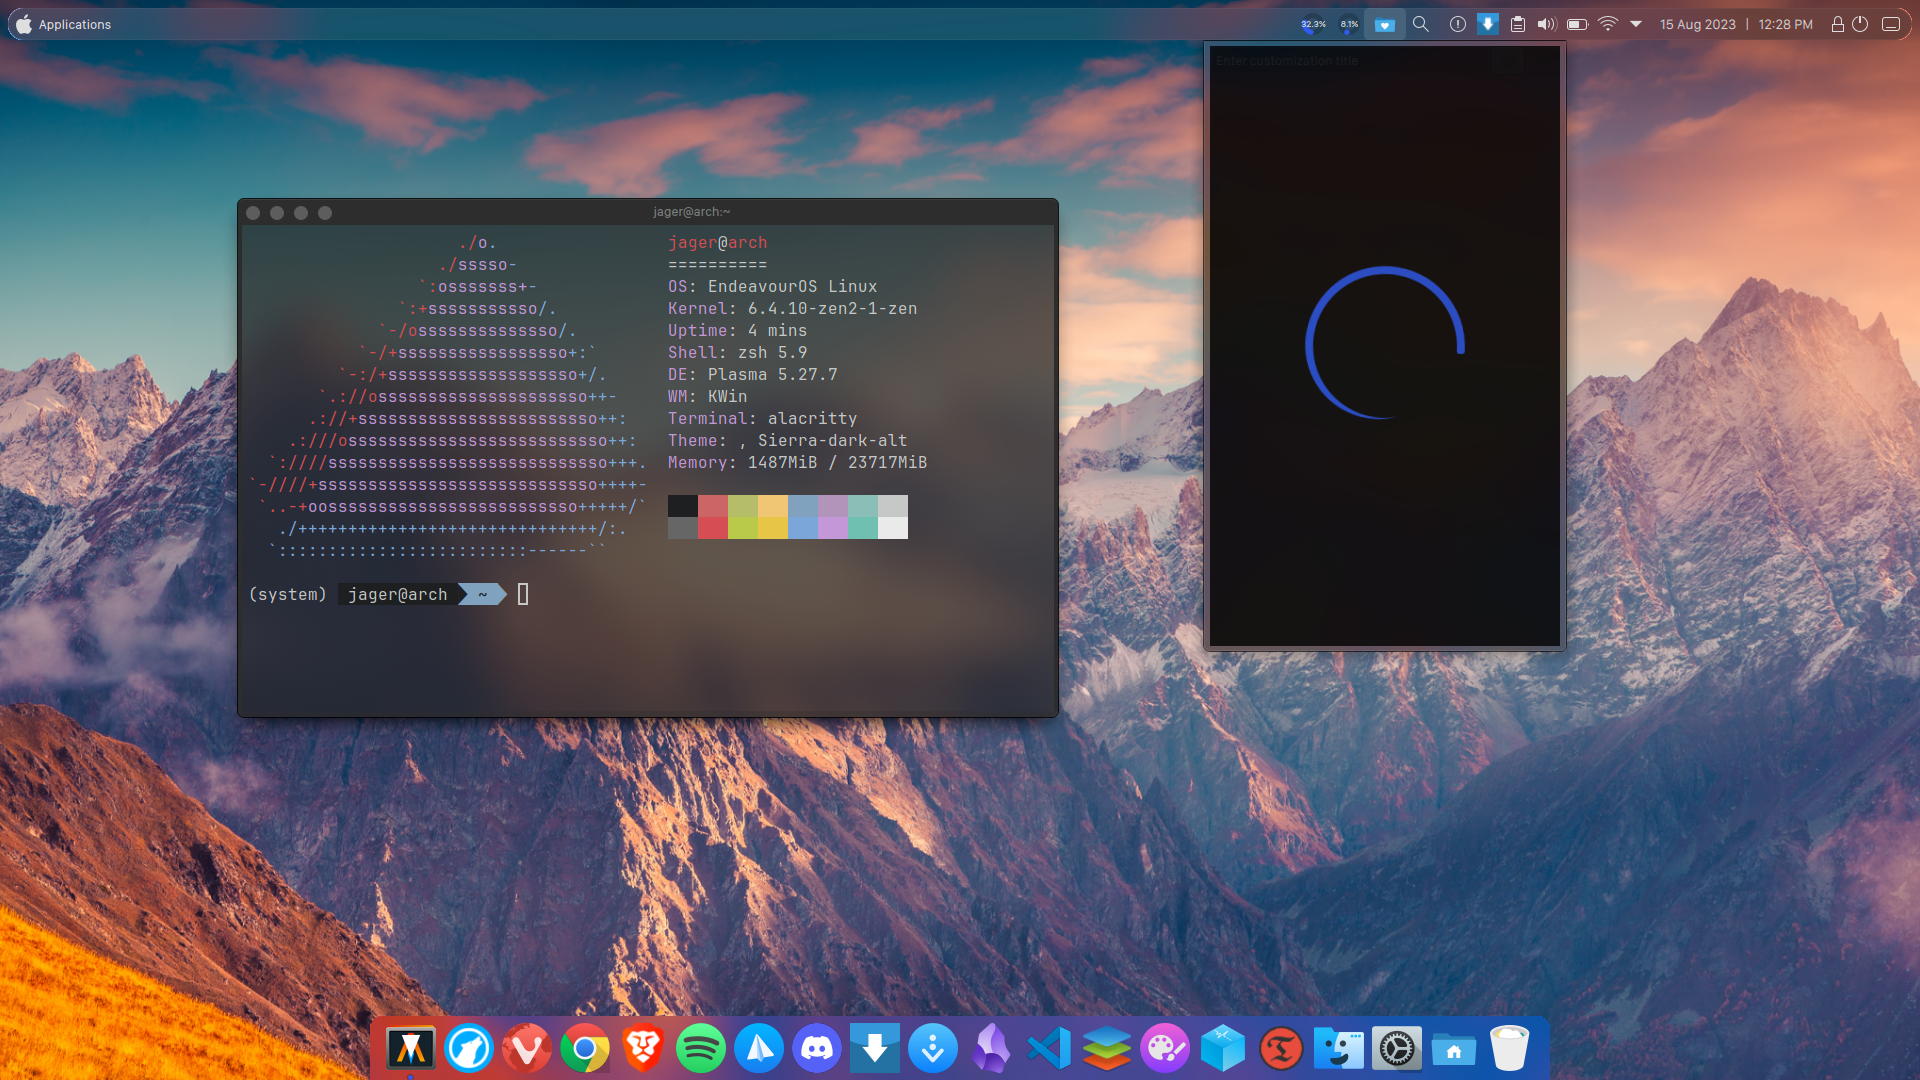 Applications
32.3%
8.1%
15 Aug 2023 | 12:28 PM
Enter customization title
jager@arch:~
./o.
./sssso-
`:osssssss+-
`:+sssssssssso/.
`-/ossssssssssssso/.
`-/+sssssssssssssssso+:`
`-:/+sssssssssssssssssso+/.
`.://osssssssssssssssssssso++-
.://+ssssssssssssssssssssssso++:
.:///ossssssssssssssssssssssssso++:
`:////ssssssssssssssssssssssssssso+++.
`-////+ssssssssssssssssssssssssssso++++-
`..-+oosssssssssssssssssssssssso+++++/`
./++++++++++++++++++++++++++++++/:.
`:::::::::::::::::::::::::------``
jager@arch
==========
OS: EndeavourOS Linux
Kernel: 6.4.10-zen2-1-zen
Uptime: 4 mins
Shell: zsh 5.9
DE: Plasma 5.27.7
WM: KWin
Terminal: alacritty
Theme: , Sierra-dark-alt
Memory: 1487MiB / 23717MiB
(system) jager@arch ~